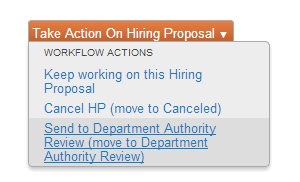 Take Action On Hiring Proposal ▼
WORKFLOW ACTIONS
Keep working on this Hiring
Proposal
Cancel HP (move to Canceled)
Send to Department Authority
Review (move to Department
Authority Review)